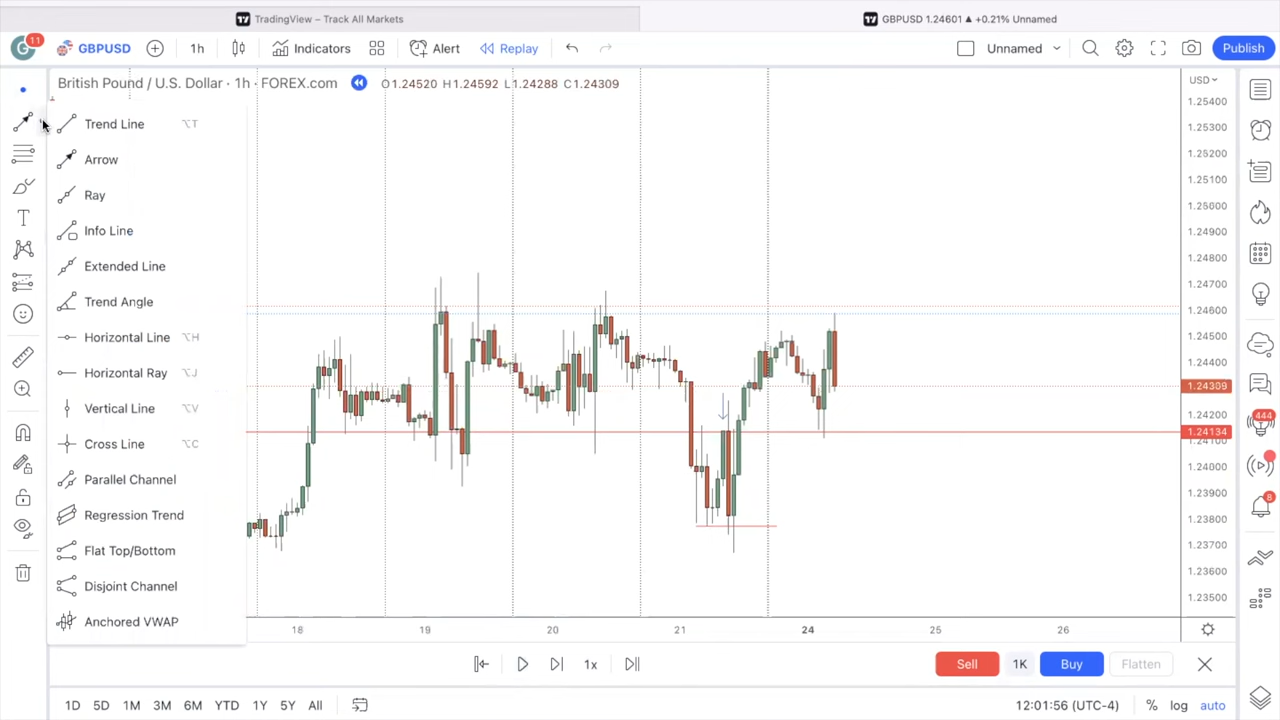 TradingView – Track All Markets
GBPUSD 1.24601 ▲ +0.21% Unnamed
G 11 GBPUSD 1h Indicators Alert Replay Unnamed Publish
British Pound / U.S. Dollar · 1h · FOREX.com O1.24520 H1.24592 L1.24288 C1.24309
USD
Trend Line ⌥T
Arrow
Ray
Info Line
Extended Line
Trend Angle
Horizontal Line ⌥H
Horizontal Ray ⌥J
Vertical Line ⌥V
Cross Line ⌥C
Parallel Channel
Regression Trend
Flat Top/Bottom
Disjoint Channel
Anchored VWAP
1.25400
1.25300
1.25200
1.25100
1.25000
1.24900
1.24800
1.24700
1.24600
1.24500
1.24400
1.24309
1.24200
1.24134
1.24100
1.24000
1.23900
1.23800
1.23700
1.23600
1.23500
444
8
18 19 20 21 24 25 26
1x Sell 1K Buy Flatten
1D 5D 1M 3M 6M YTD 1Y 5Y All 12:01:56 (UTC-4) % log auto